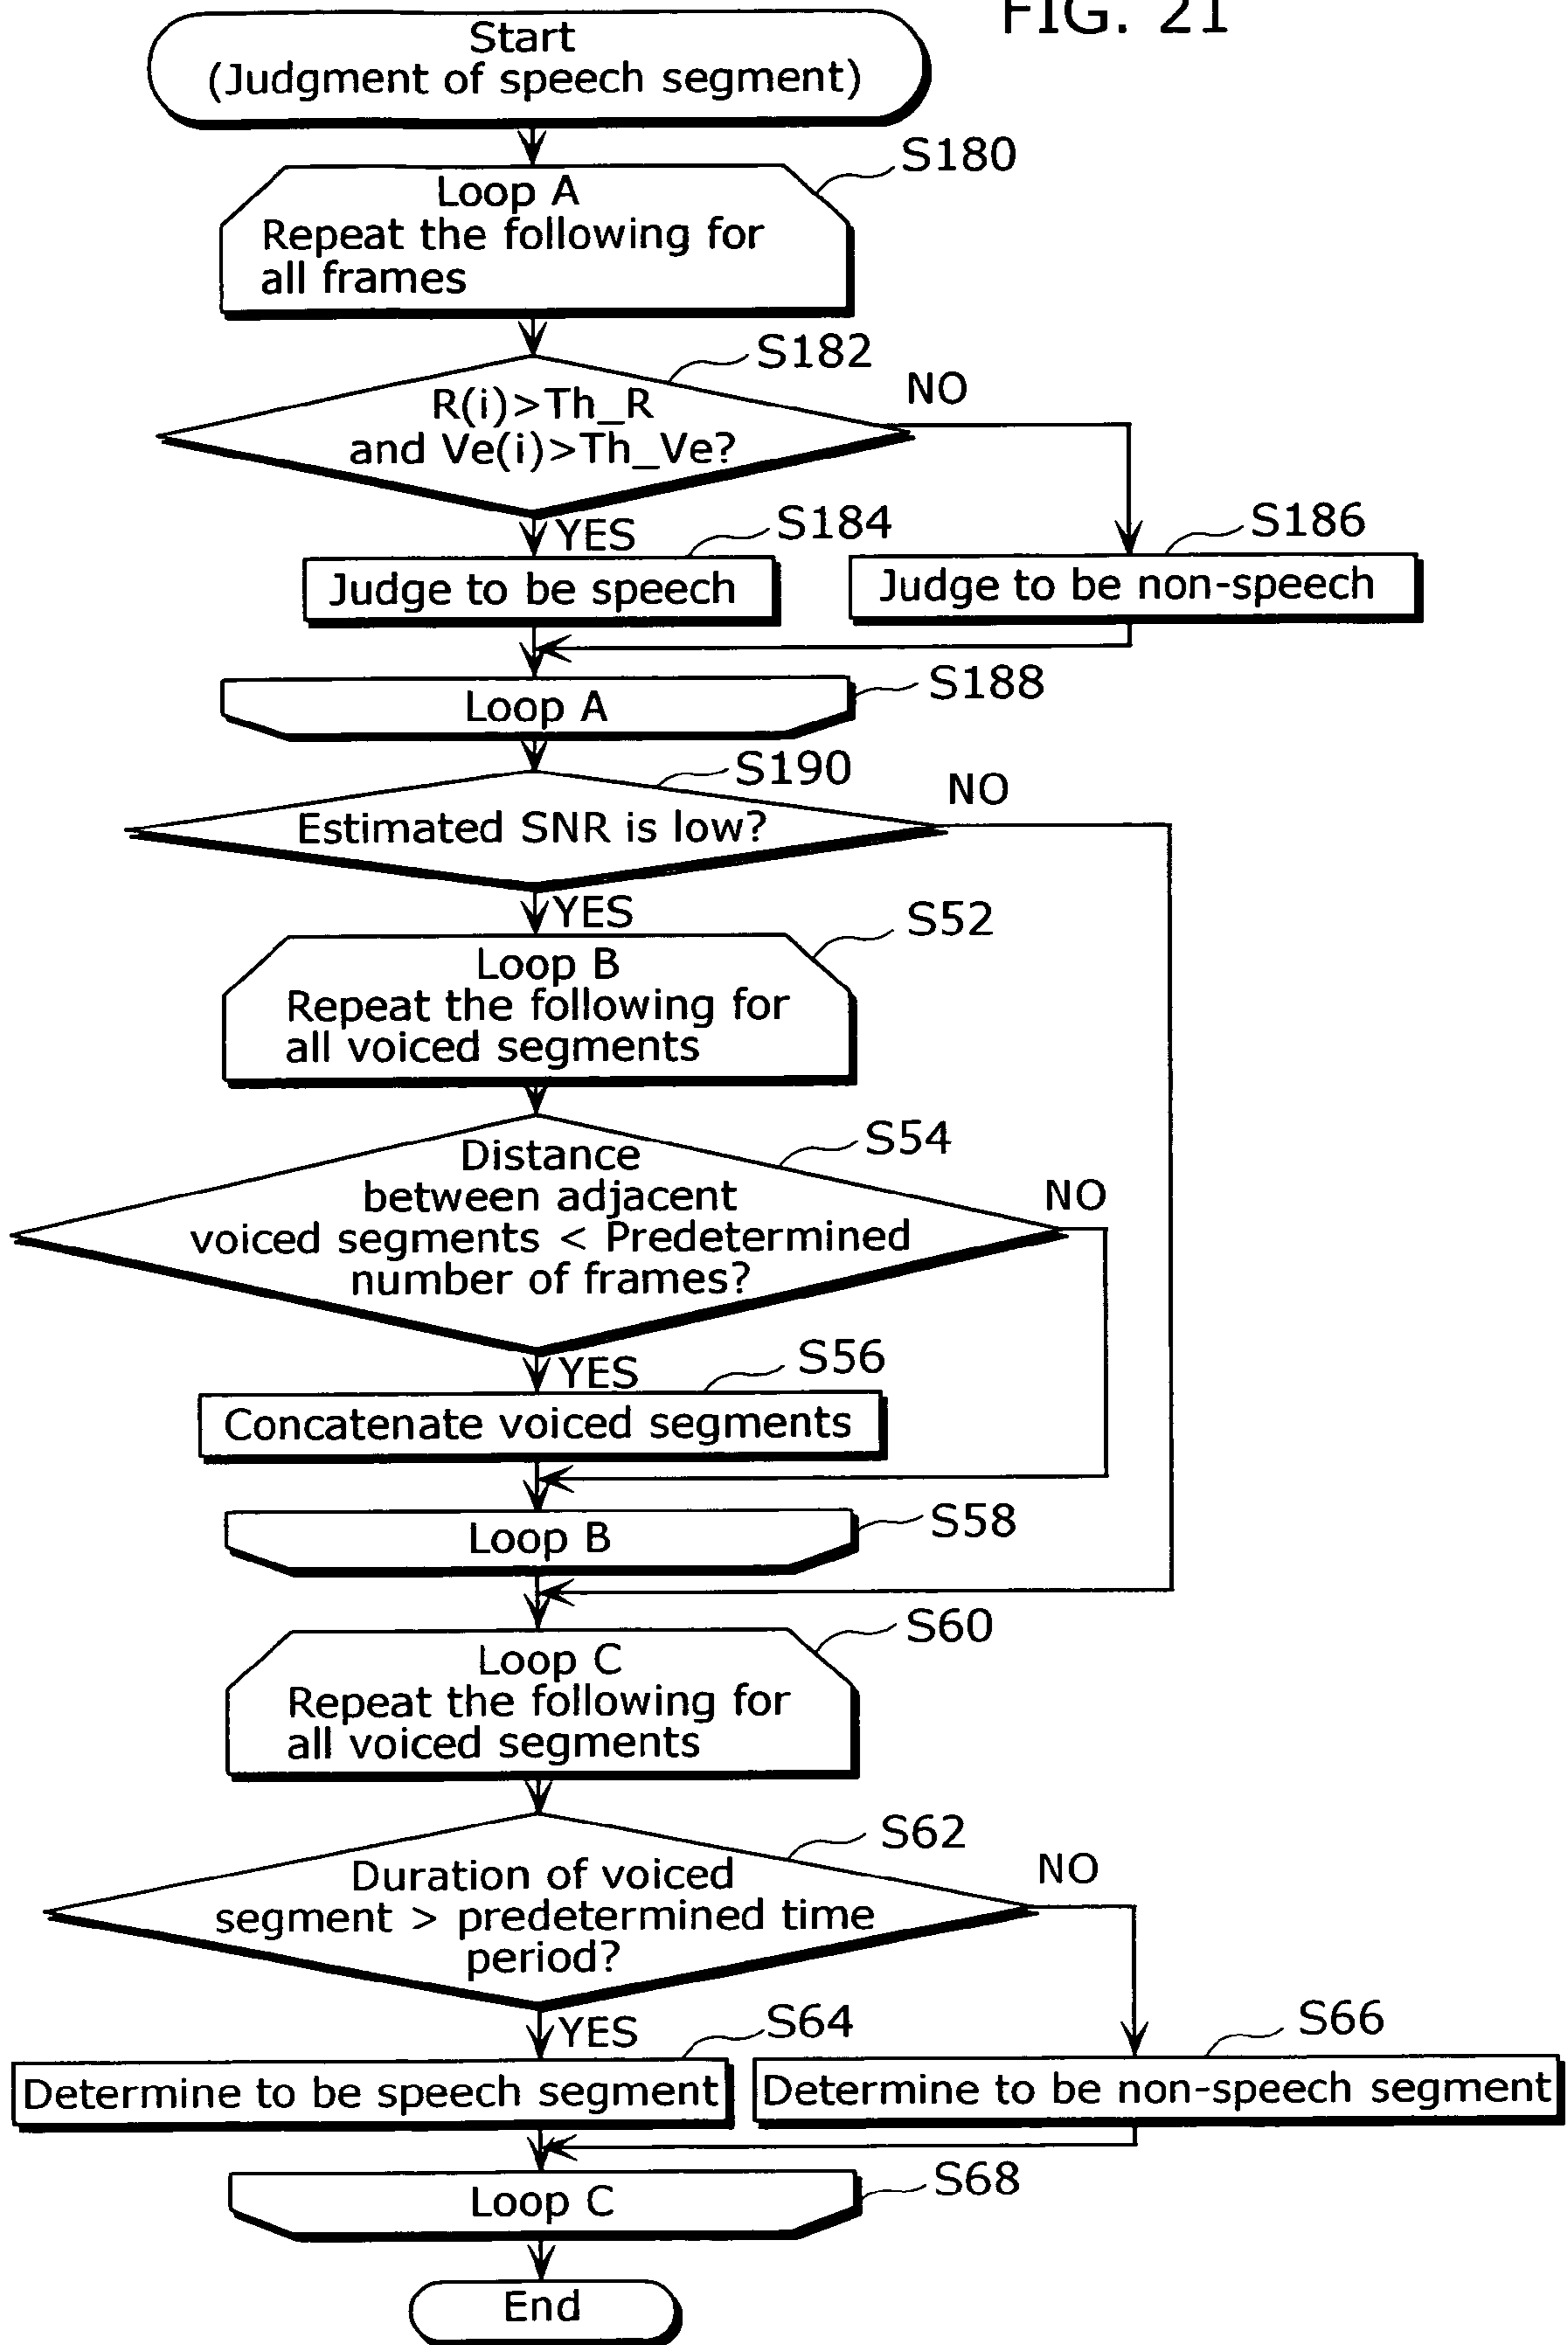 FIG. 21
Start
(Judgment of speech segment)
S180
Loop A
Repeat the following for
all frames
S182
R(i)>Th_R
and Ve(i)>Th_Ve?
NO
YES
S184
Judge to be speech
S186
Judge to be non-speech
Loop A
S188
S190
Estimated SNR is low?
NO
YES
S52
Loop B
Repeat the following for
all voiced segments
S54
Distance
between adjacent
voiced segments < Predetermined
number of frames?
NO
YES
S56
Concatenate voiced segments
Loop B
S58
S60
Loop C
Repeat the following for
all voiced segments
S62
Duration of voiced
segment > predetermined time
period?
NO
YES
S64
Determine to be speech segment
S66
Determine to be non-speech segment
Loop C
S68
End